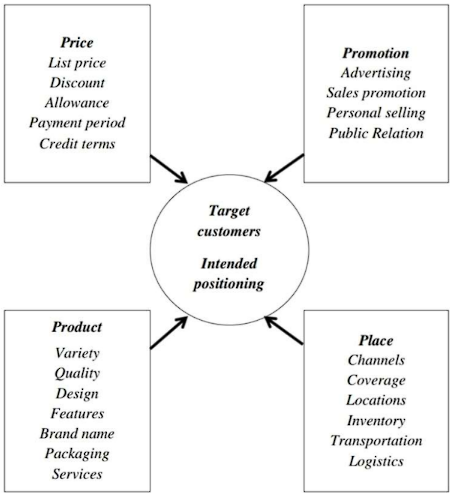 Price
List price
Discount
Allowance
Payment period
Credit terms
Promotion
Advertising
Sales promotion
Personal selling
Public Relation
Target
customers
Intended
positioning
Product
Variety
Quality
Design
Features
Brand name
Packaging
Services
Place
Channels
Coverage
Locations
Inventory
Transportation
Logistics